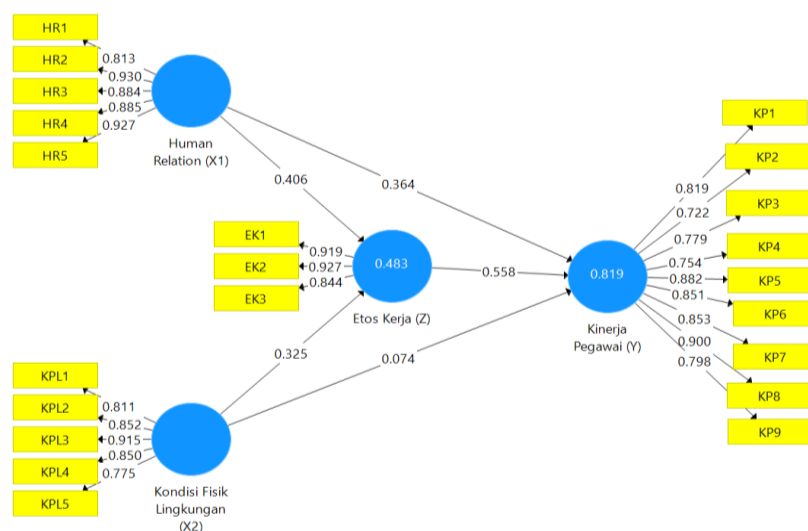 HR1
HR2
HR3
HR4
HR5
0.813
0.930
0.884
0.885
0.927
Human
Relation (X1)
0.406
0.364
EK1
EK2
EK3
0.919
0.927
0.844
0.483
Etos Kerja (Z)
0.558
0.325
0.074
KPL1
KPL2
KPL3
KPL4
KPL5
0.811
0.852
0.915
0.850
0.775
Kondisi Fisik
Lingkungan
(X2)
0.819
Kinerja
Pegawai (Y)
0.819
0.722
0.779
0.754
0.882
0.851
0.853
0.900
0.798
KP1
KP2
KP3
KP4
KP5
KP6
KP7
KP8
KP9